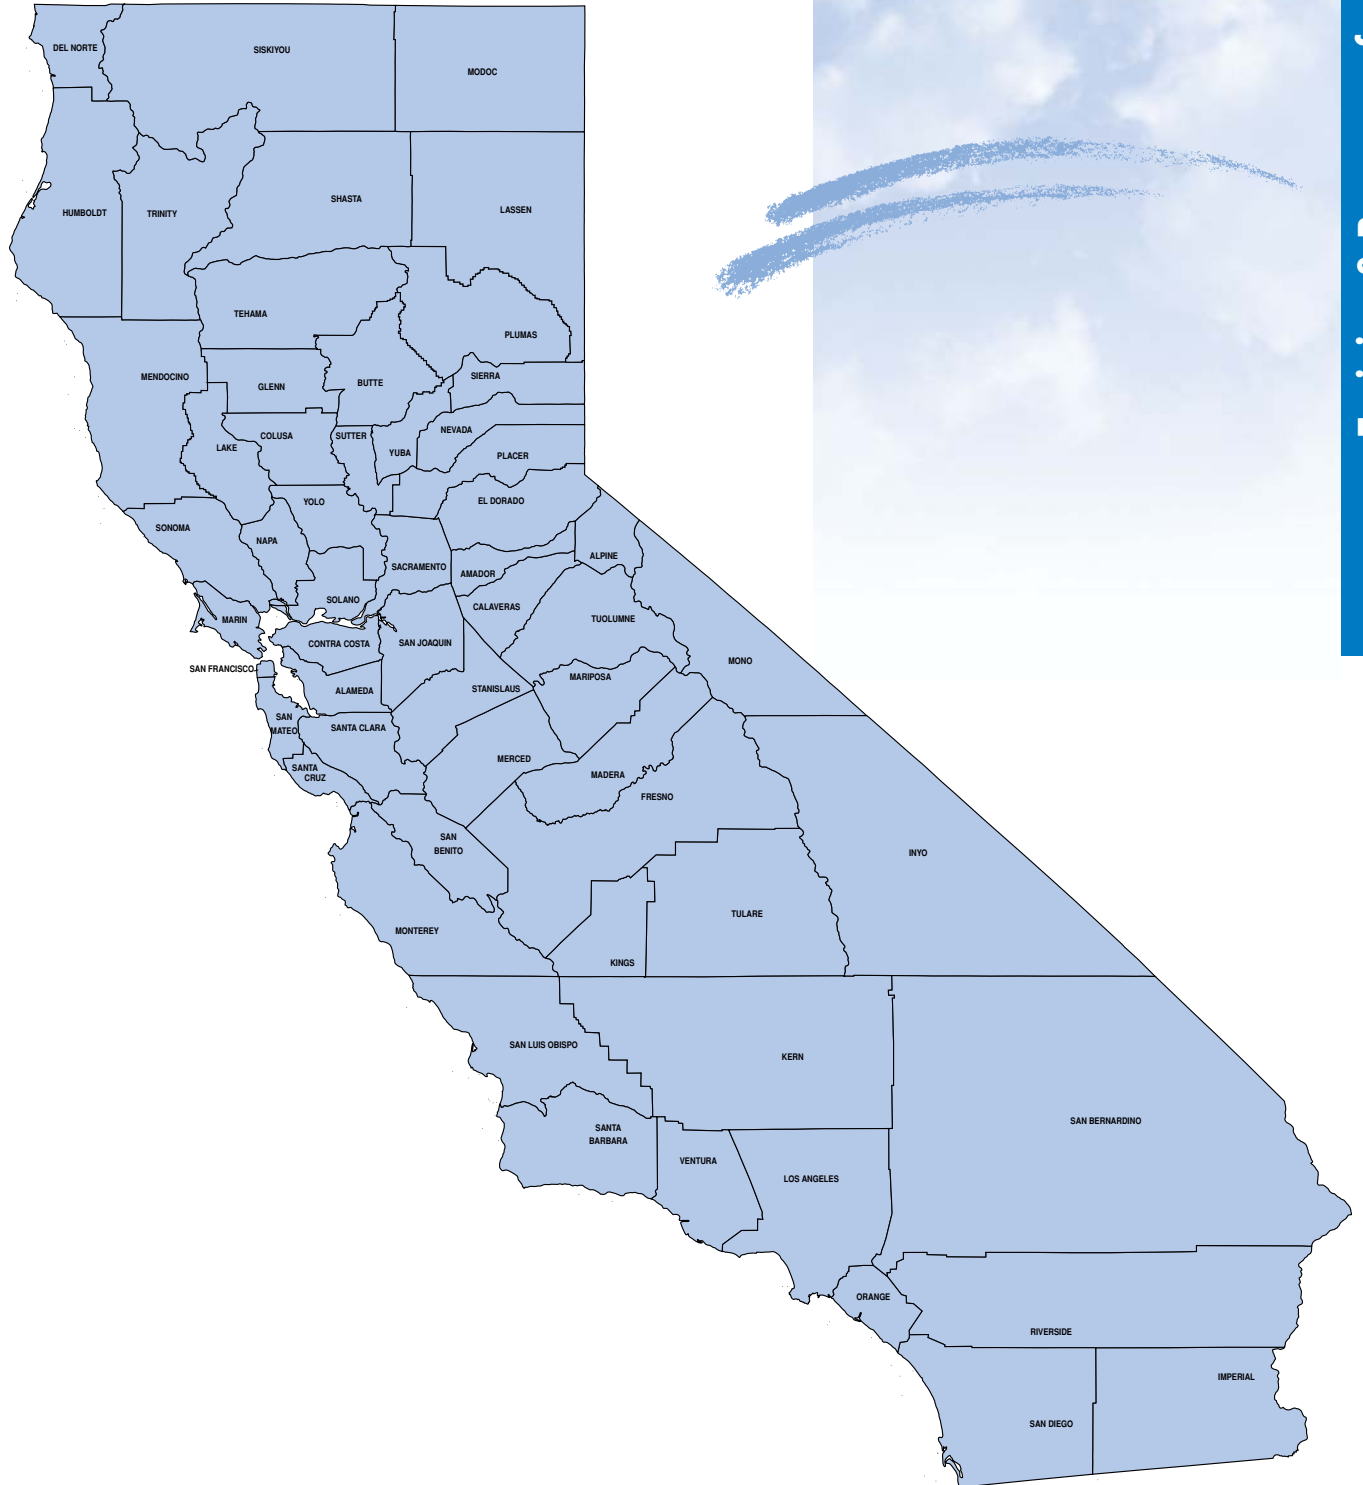 DEL NORTE
SISKIYOU
MODOC
HUMBOLDT
TRINITY
SHASTA
LASSEN
TEHAMA
PLUMAS
MENDOCINO
GLENN
BUTTE
SIERRA
LAKE
COLUSA
SUTTER
YUBA
NEVADA
PLACER
YOLO
EL DORADO
SONOMA
NAPA
SACRAMENTO
AMADOR
ALPINE
SOLANO
CALAVERAS
TUOLUMNE
MARIN
CONTRA COSTA
SAN JOAQUIN
MONO
SAN FRANCISCO
ALAMEDA
STANISLAUS
MARIPOSA
SAN
MATEO
SANTA CLARA
SANTA
CRUZ
MERCED
MADERA
FRESNO
SAN
BENITO
INYO
MONTEREY
KINGS
TULARE
SAN LUIS OBISPO
KERN
SAN BERNARDINO
SANTA
BARBARA
VENTURA
LOS ANGELES
ORANGE
RIVERSIDE
IMPERIAL
SAN DIEGO